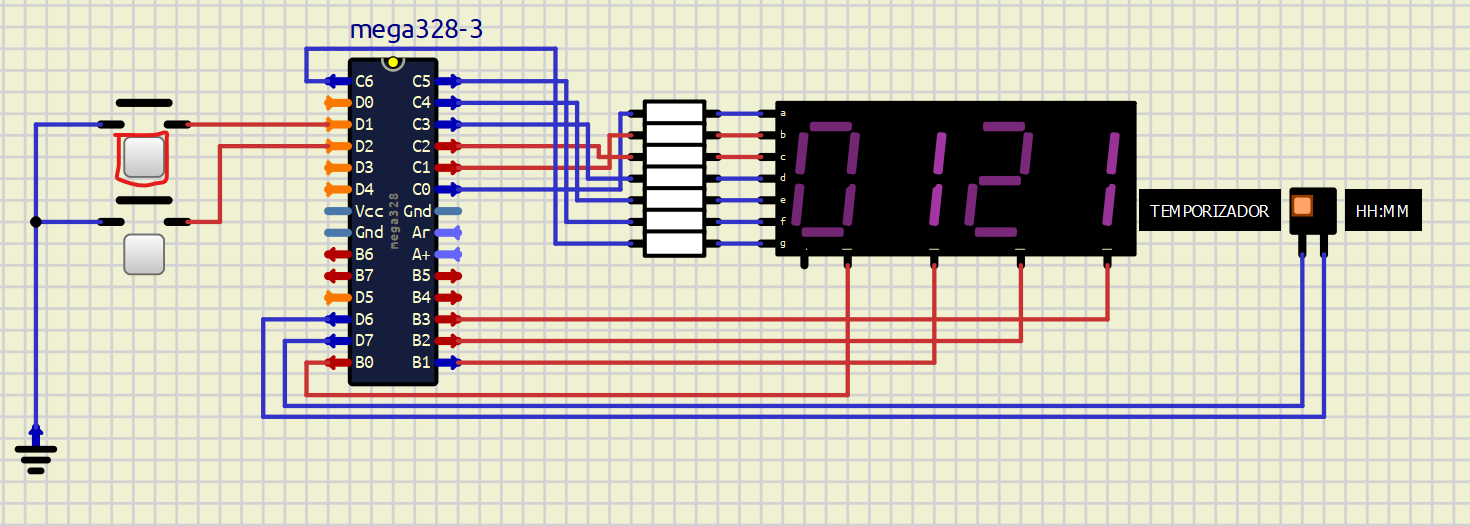 mega328-3
C6 C5
D0 C4
D1 C3
D2 C2
D3 C1
D4 C0
Vcc Gnd
Gnd Ar
B6 A+
B7 B5
D5 B4
D6 B3
D7 B2
B0 B1
mega328
a
b
c
d
e
f
g
0121
TEMPORIZADOR
HH:MM